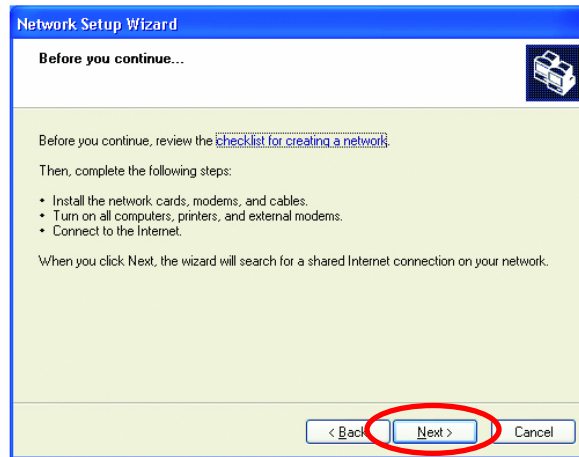 Network Setup Wizard
Before you continue...
Before you continue, review the checklist for creating a network.
Then, complete the following steps:
• Install the network cards, modems, and cables.
• Turn on all computers, printers, and external modems.
• Connect to the Internet.
When you click Next, the wizard will search for a shared Internet connection on your network.
< Back Next > Cancel